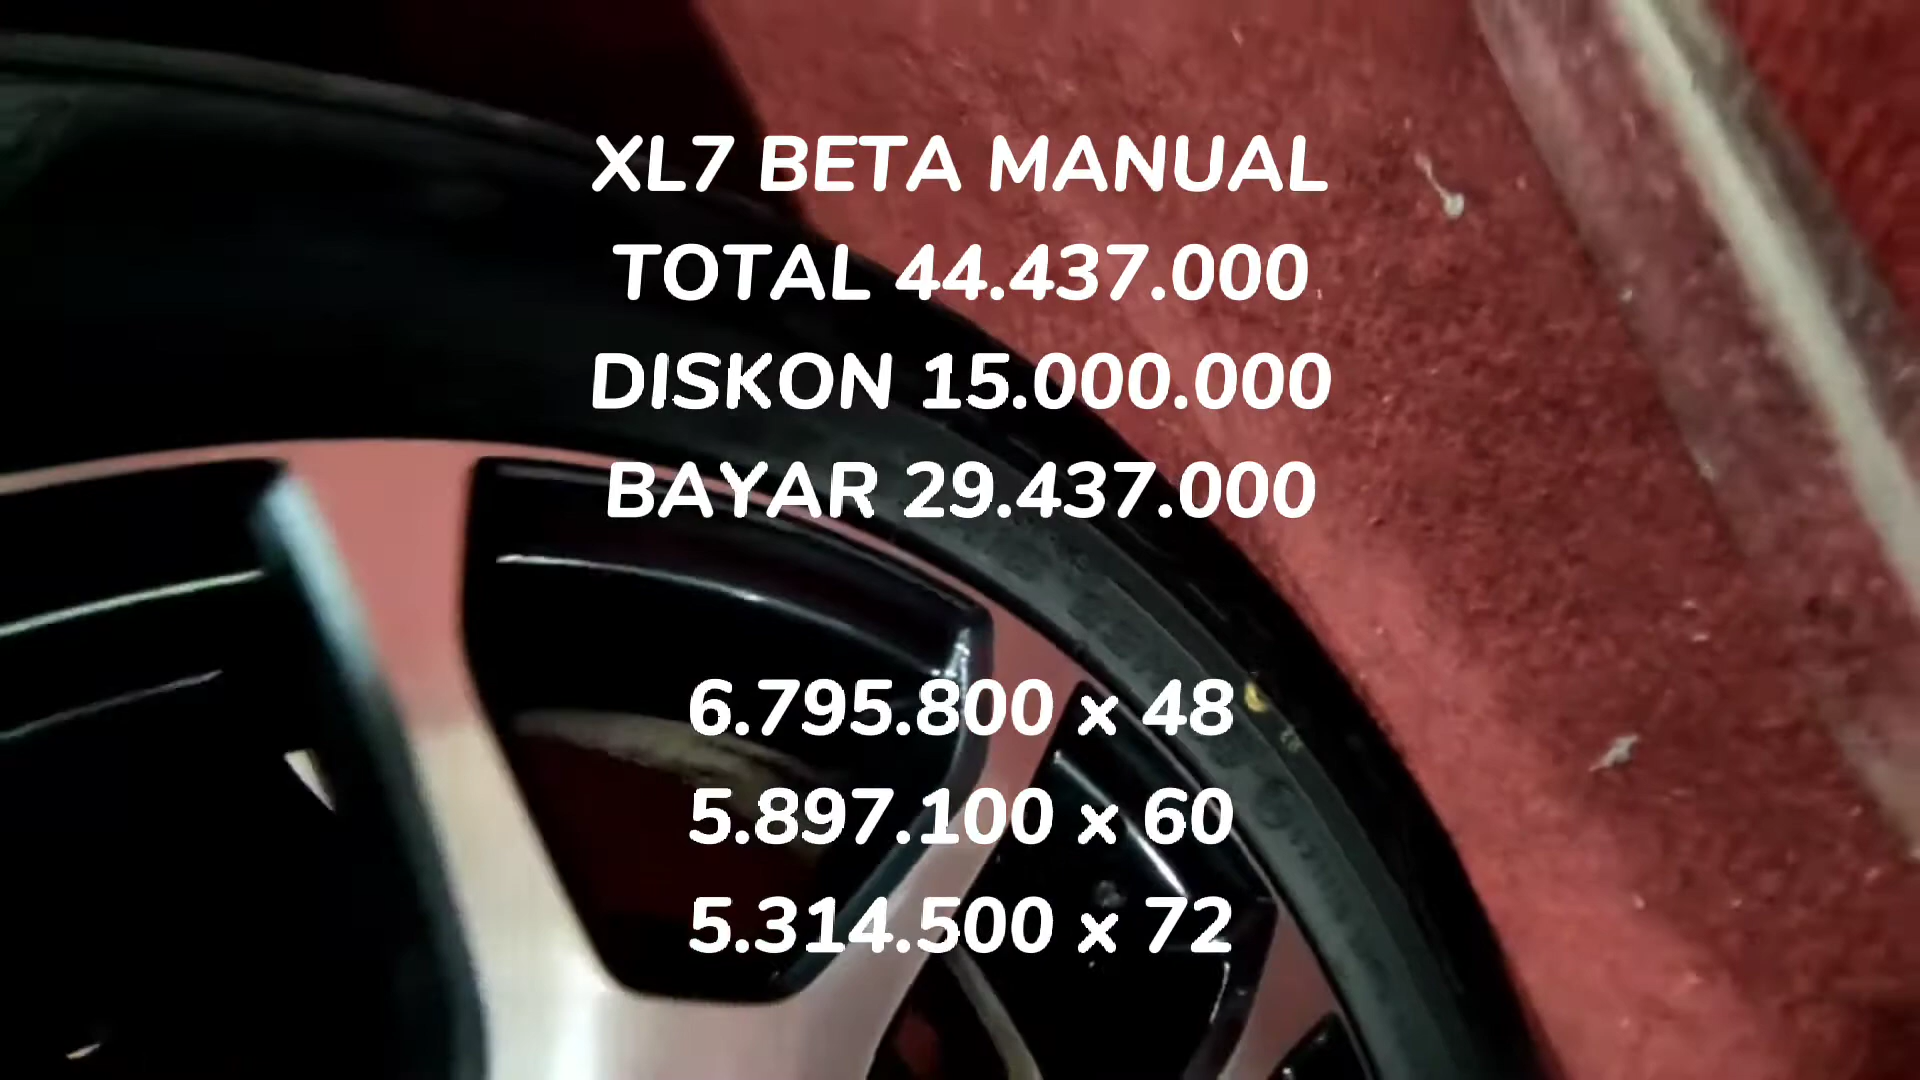 XL7 BETA MANUAL
TOTAL 44.437.000
DISKON 15.000.000
BAYAR 29.437.000
6.795.800 x 48
5.897.100 x 60
5.314.500 x 72